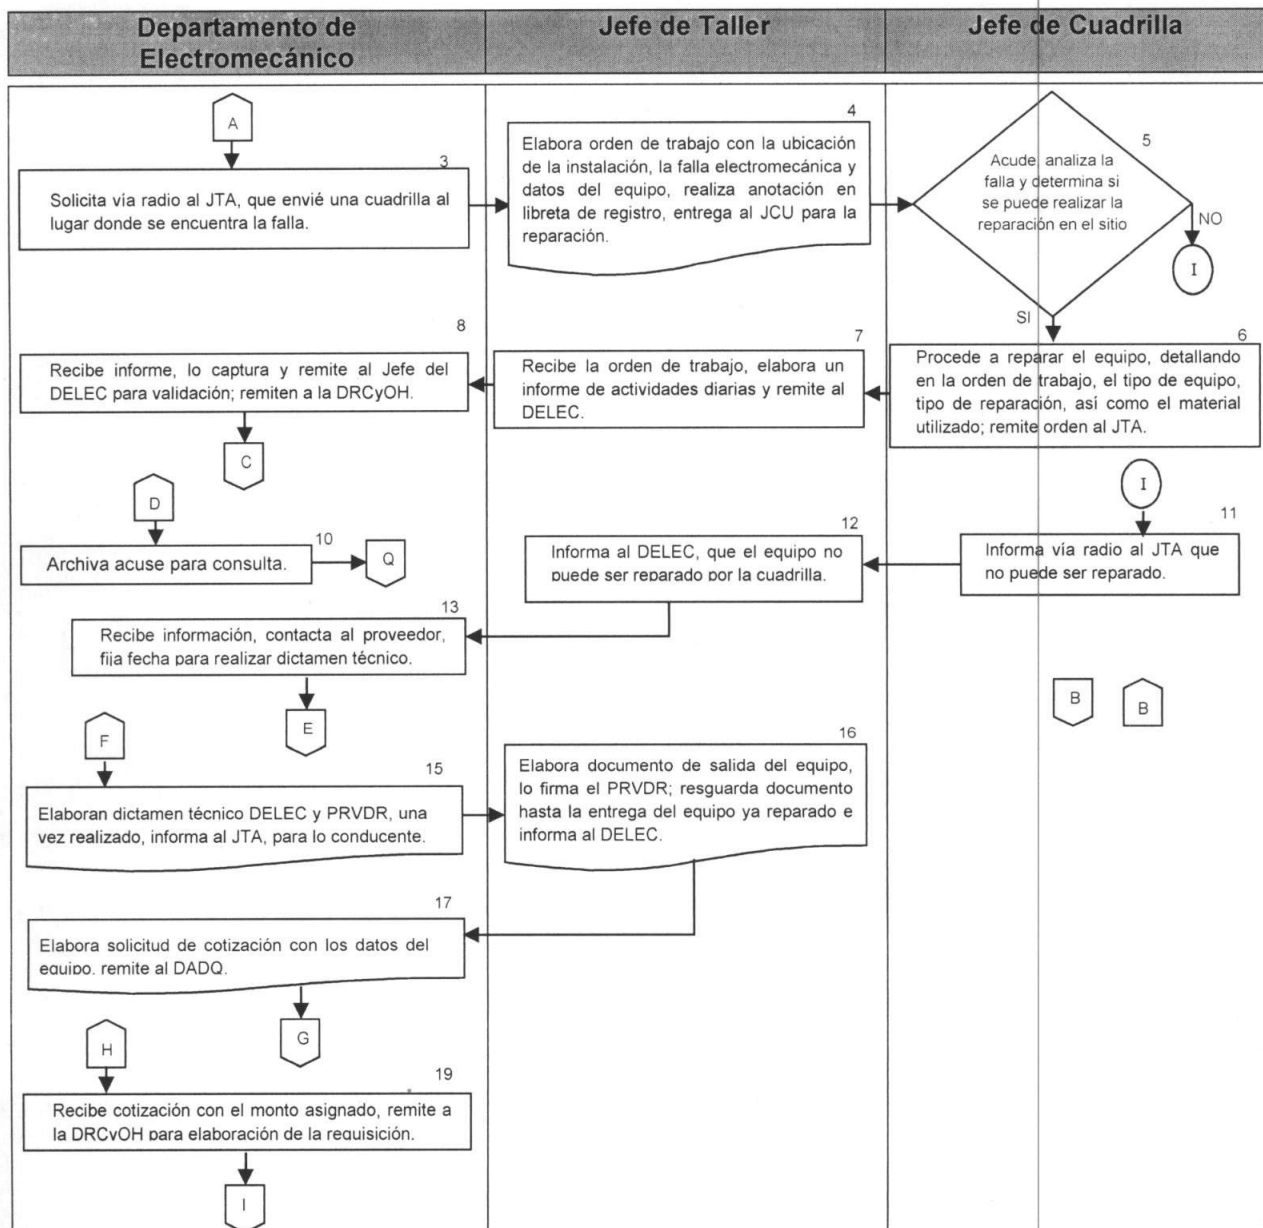 Departamento de
Electromecánico
Jefe de Taller
Jefe de Cuadrilla
A
3
Solicita vía radio al JTA, que envié una cuadrilla al
lugar donde se encuentra la falla.
4
Elabora orden de trabajo con la ubicación
de la instalación, la falla electromecánica y
datos del equipo, realiza anotación en
libreta de registro, entrega al JCU para la
reparación.
5
Acude, analiza la
falla y determina si
se puede realizar la
reparación en el sitio
NO
I
SI
6
Procede a reparar el equipo, detallando
en la orden de trabajo, el tipo de equipo,
tipo de reparación, así como el material
utilizado; remite orden al JTA.
7
Recibe la orden de trabajo, elabora un
informe de actividades diarias y remite al
DELEC.
8
Recibe informe, lo captura y remite al Jefe del
DELEC para validación; remiten a la DRCyOH.
C
D
10
Archiva acuse para consulta.
Q
I
11
Informa vía radio al JTA que
no puede ser reparado.
12
Informa al DELEC, que el equipo no
puede ser reparado por la cuadrilla.
13
Recibe información, contacta al proveedor,
fija fecha para realizar dictamen técnico.
E
B
B
F
15
Elaboran dictamen técnico DELEC y PRVDR, una
vez realizado, informa al JTA, para lo conducente.
16
Elabora documento de salida del equipo,
lo firma el PRVDR; resguarda documento
hasta la entrega del equipo ya reparado e
informa al DELEC.
17
Elabora solicitud de cotización con los datos del
equipo, remite al DADQ.
G
H
19
Recibe cotización con el monto asignado, remite a
la DRCyOH para elaboración de la requisición.
I